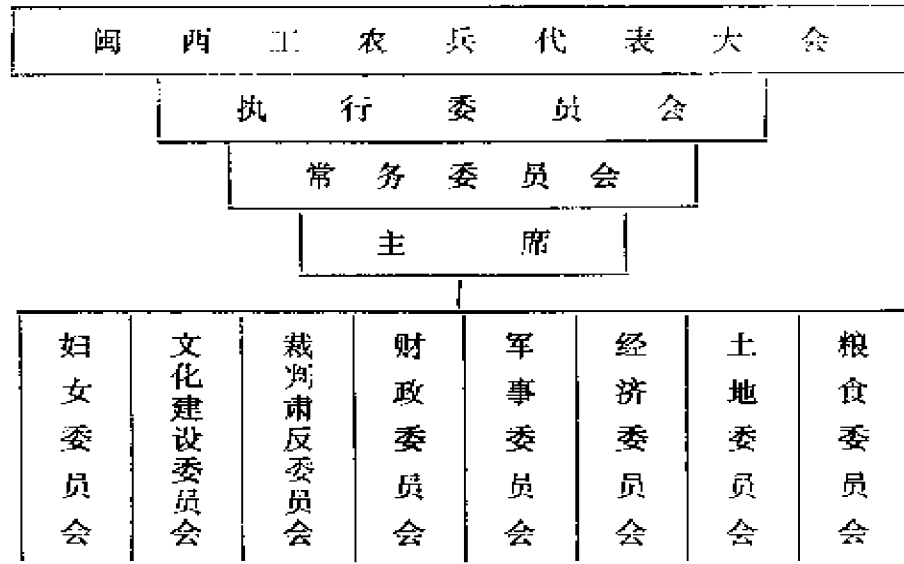 闽西工农兵代表大会
执行委员会
常务委员会
主席
妇女委员会
文化建设委员会
裁判肃反委员会
财政委员会
军事委员会
经济委员会
土地委员会
粮食委员会